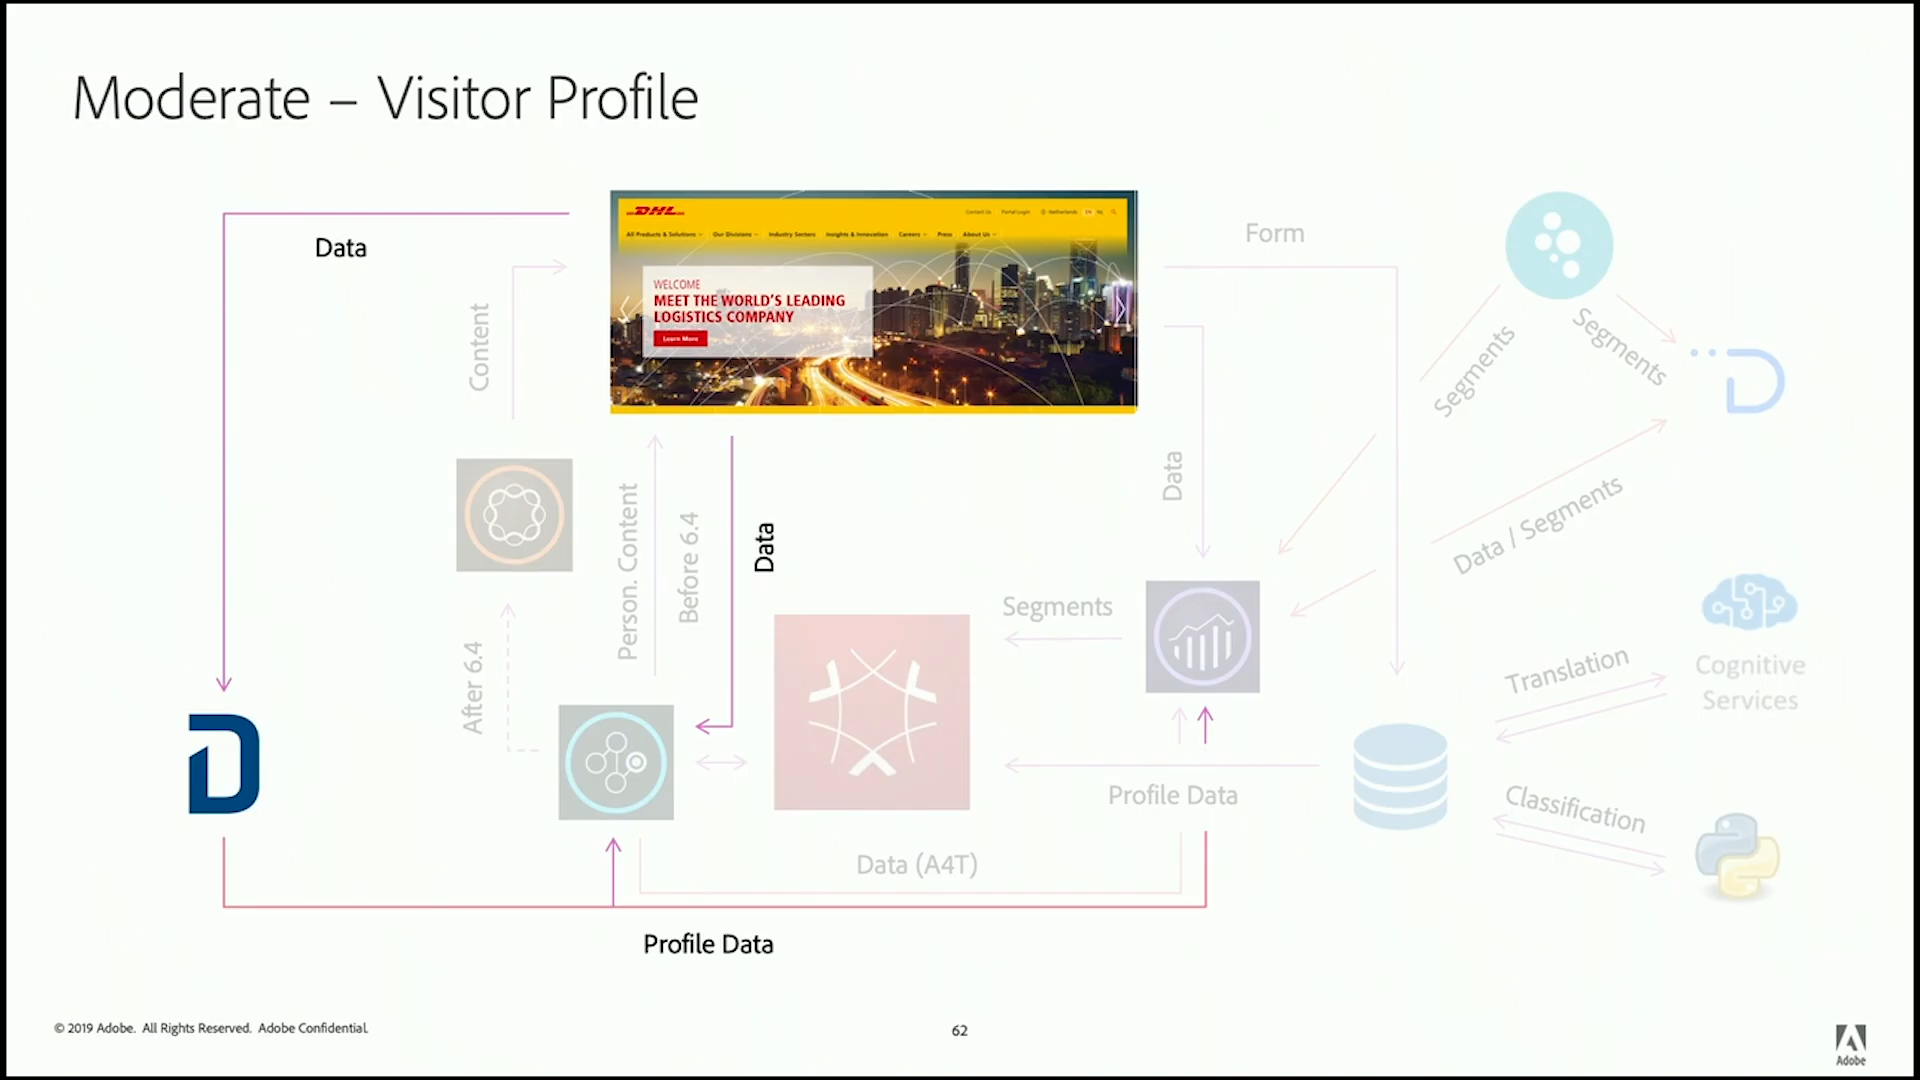 Moderate – Visitor Profile
Data
DHL
Contact Us
Portal Login
Netherlands
EN
NL
All Products & Solutions
Our Divisions
Industry Sectors
Insights & Innovation
Careers
Press
About Us
WELCOME
MEET THE WORLD'S LEADING
LOGISTICS COMPANY
Learn More
Form
Content
Segments
Segments
Data
Data / Segments
Person. Content
Before 6.4
Data
After 6.4
Segments
Translation
Cognitive
Services
Profile Data
Classification
Data (A4T)
Profile Data
© 2019 Adobe. All Rights Reserved. Adobe Confidential.
62
Adobe